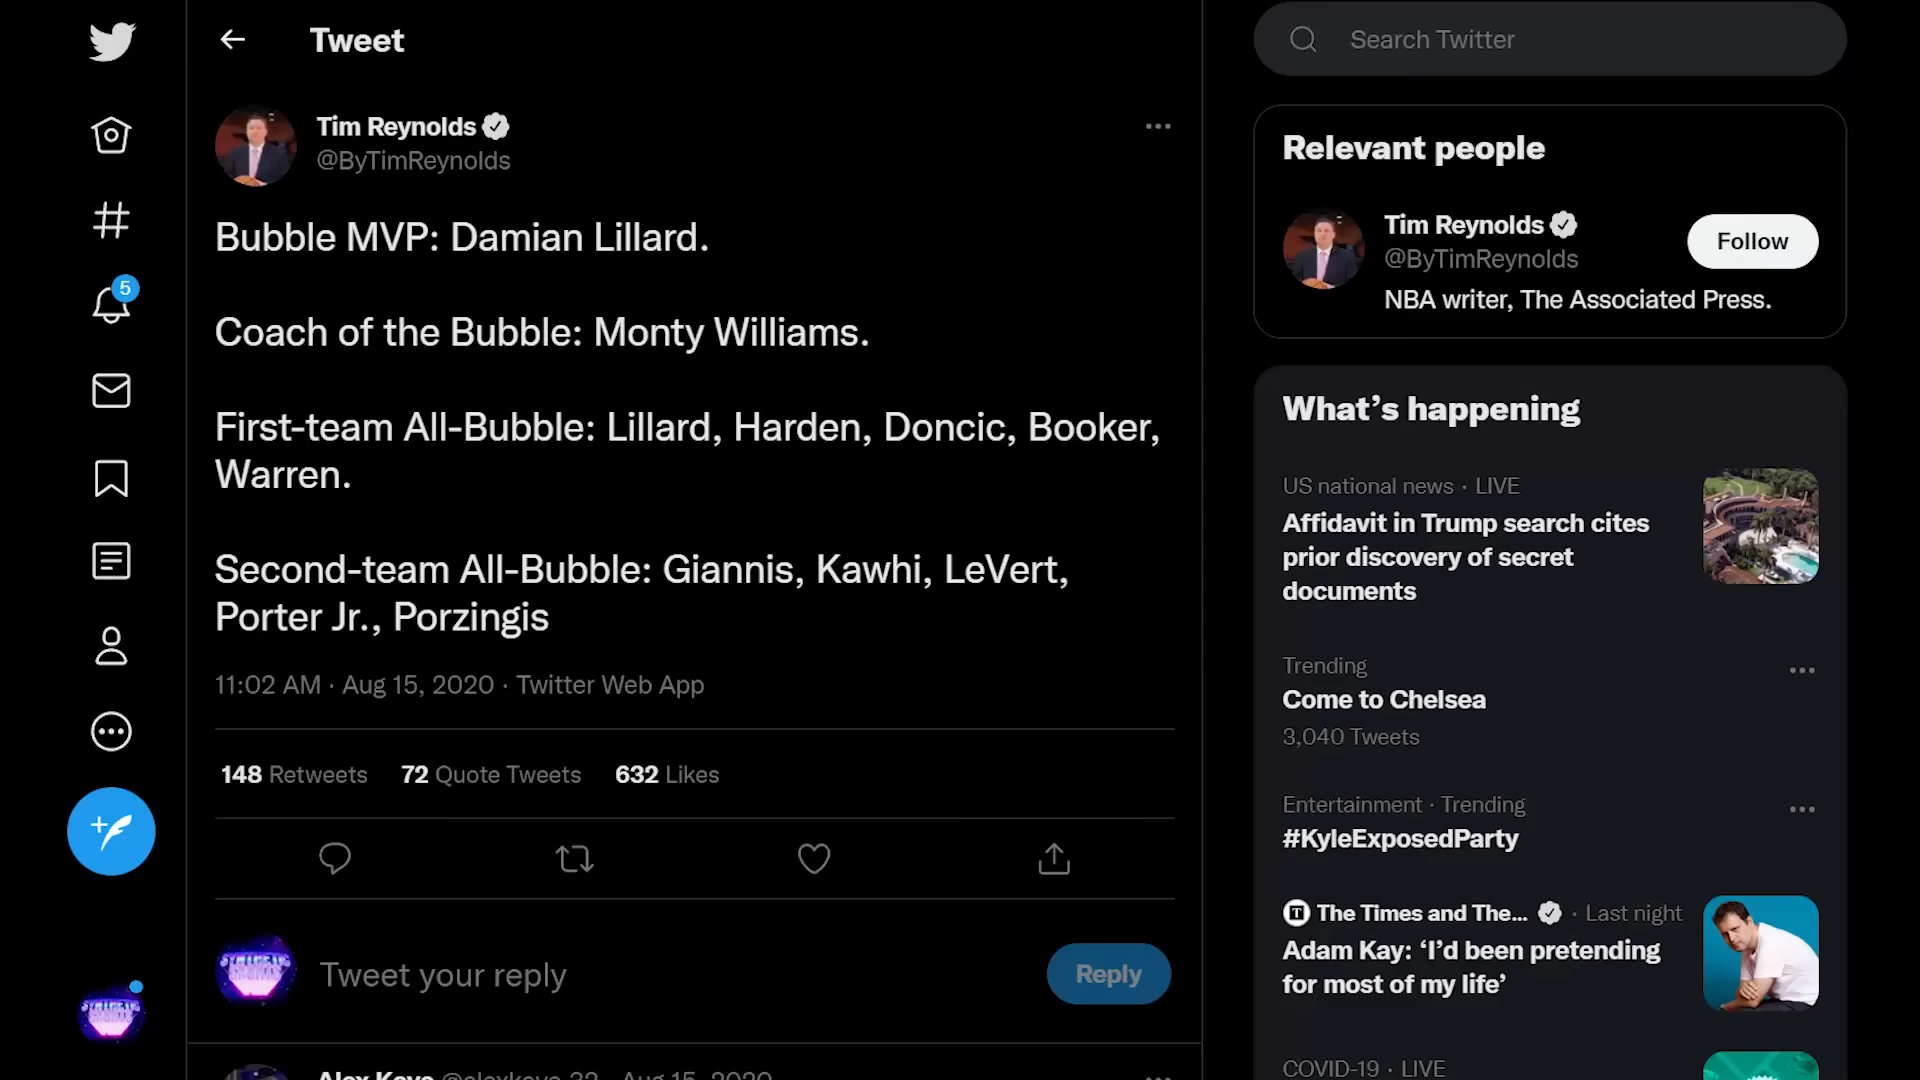 Tweet
Search Twitter
Tim Reynolds
@ByTimReynolds
Bubble MVP: Damian Lillard.
Coach of the Bubble: Monty Williams.
First-team All-Bubble: Lillard, Harden, Doncic, Booker,
Warren.
Second-team All-Bubble: Giannis, Kawhi, LeVert,
Porter Jr., Porzingis
11:02 AM · Aug 15, 2020 · Twitter Web App
148 Retweets 72 Quote Tweets 632 Likes
Tweet your reply
Reply
Aug 15, 2020
5
Relevant people
Tim Reynolds
@ByTimReynolds
Follow
NBA writer, The Associated Press.
What's happening
US national news · LIVE
Affidavit in Trump search cites
prior discovery of secret
documents
Trending
Come to Chelsea
3,040 Tweets
Entertainment · Trending
#KyleExposedParty
The Times and The... · Last night
Adam Kay: ‘I’d been pretending
for most of my life’
COVID-19 · LIVE